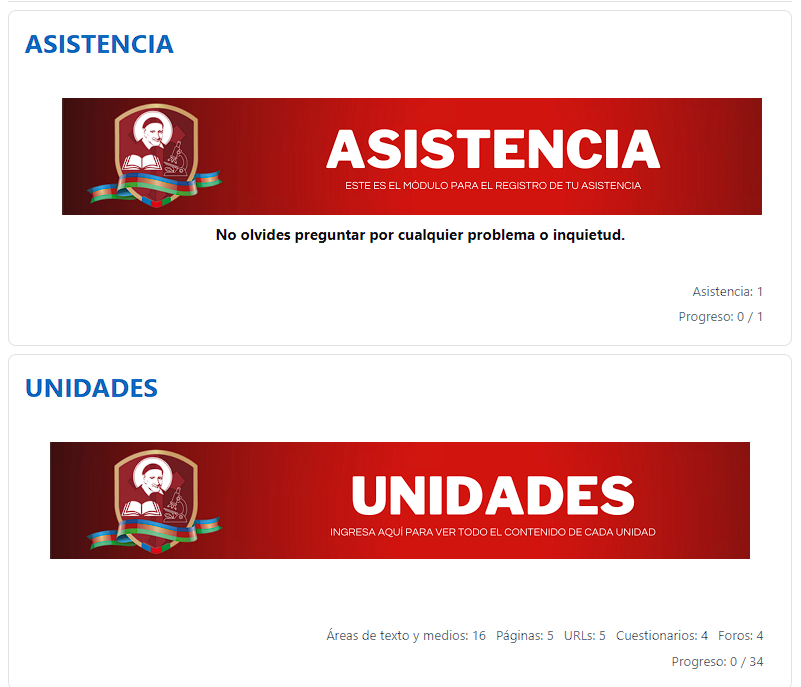 ASISTENCIA
ASISTENCIA
ESTE ES EL MÓDULO PARA EL REGISTRO DE TU ASISTENCIA
No olvides preguntar por cualquier problema o inquietud.
Asistencia: 1
Progreso: 0 / 1
UNIDADES
UNIDADES
INGRESA AQUÍ PARA VER TODO EL CONTENIDO DE CADA UNIDAD
Áreas de texto y medios: 16 Páginas: 5 URLs: 5 Cuestionarios: 4 Foros: 4
Progreso: 0 / 34